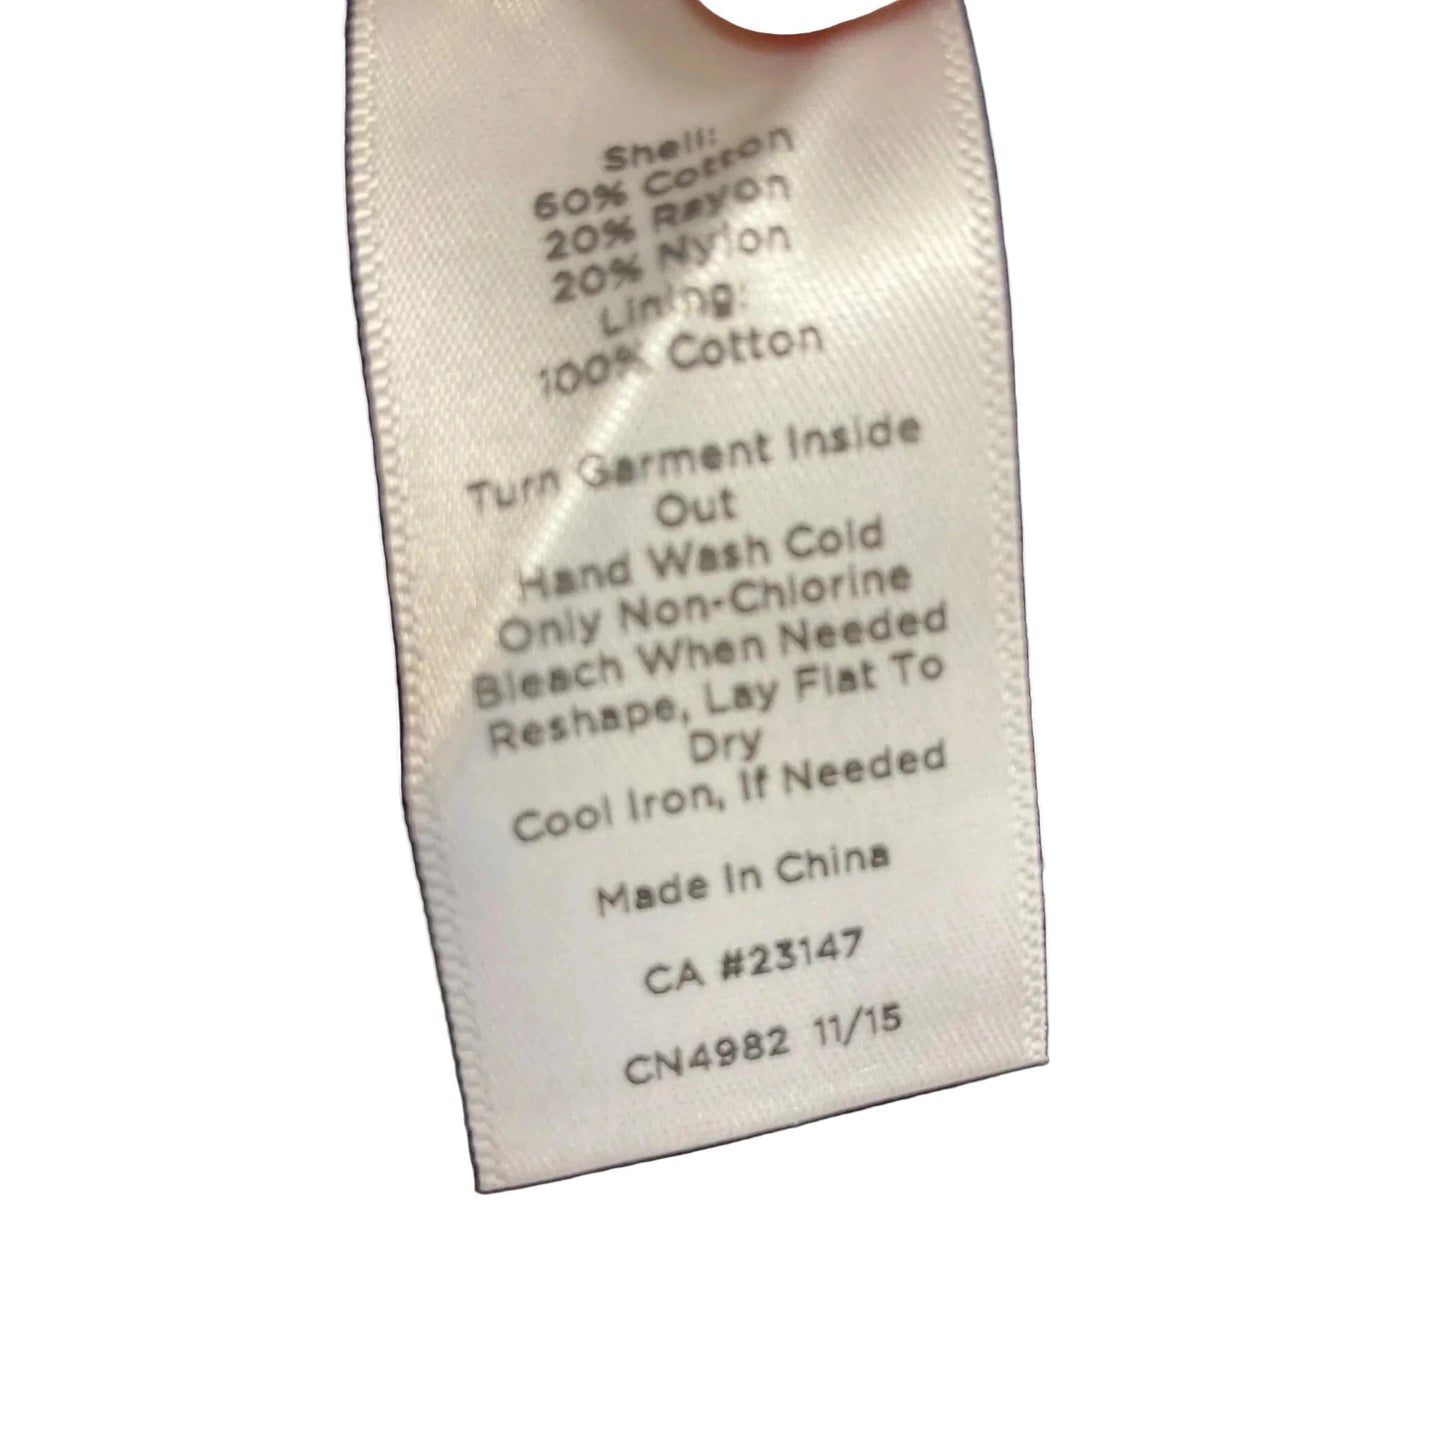 Shell:
60% Cotton
20% Rayon
20% Nylon
Lining:
100% Cotton
Turn Garment Inside
Out
Hand Wash Cold
Only Non-Chlorine
Bleach When Needed
Reshape, Lay Flat To
Dry
Cool Iron, If Needed
Made In China
CA #23147
CN4982 11/15